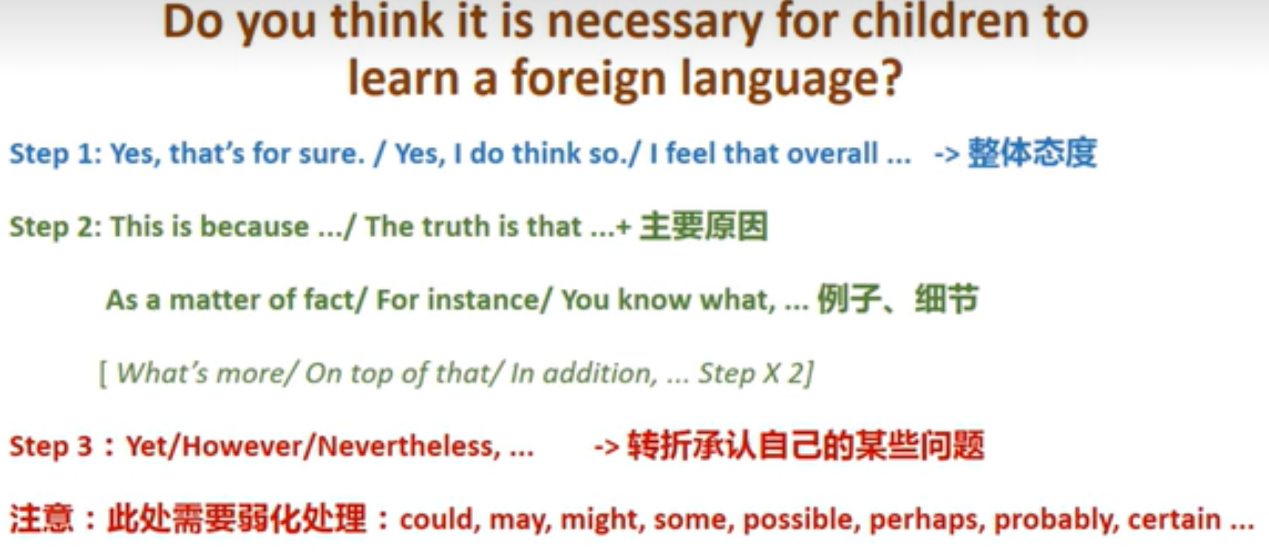 Do you think it is necessary for children to
learn a foreign language?
Step 1: Yes, that's for sure. / Yes, I do think so./ I feel that overall ... -> 整体态度
Step 2: This is because .../ The truth is that ...+ 主要原因
As a matter of fact/ For instance/ You know what, ... 例子、细节
[ What's more/ On top of that/ In addition, ... Step X 2]
Step 3：Yet/However/Nevertheless, ... -> 转折承认自己的某些问题
注意：此处需要弱化处理：could, may, might, some, possible, perhaps, probably, certain ...